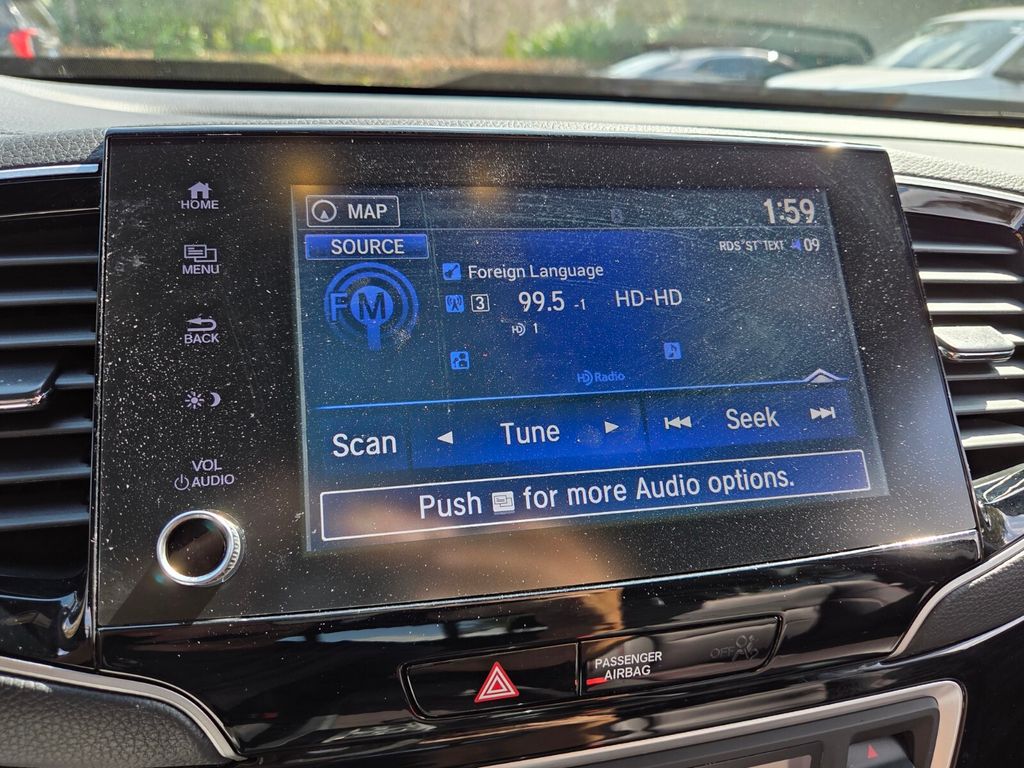 HOME
MENU
BACK
VOL
AUDIO
MAP
1:59
SOURCE
RDS ST TEXT 09
FM
Foreign Language
3 99.5 -1 HD-HD
HD 1
HD Radio
Scan Tune Seek
Push for more Audio options.
PASSENGER
AIRBAG
OFF